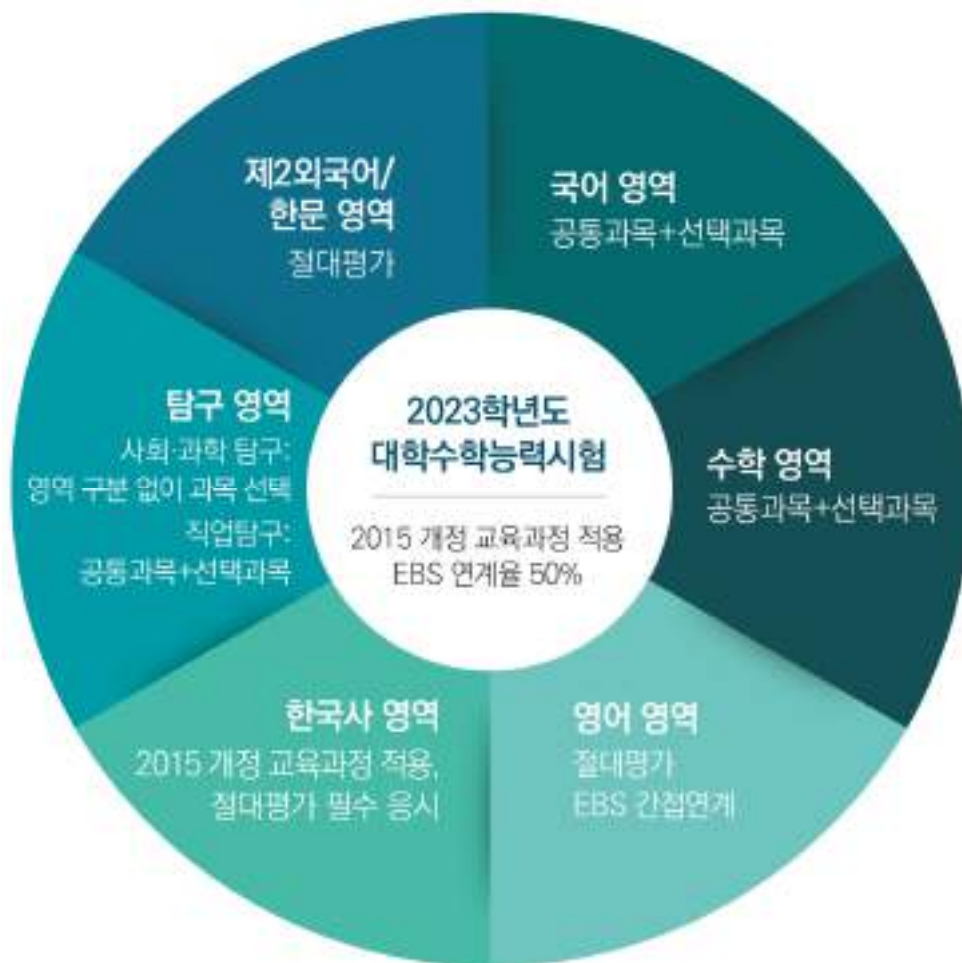 2023학년도
대학수학능력시험
2015 개정 교육과정 적용
EBS 연계율 50%
국어 영역
공통과목+선택과목
수학 영역
공통과목+선택과목
영어 영역
절대평가
EBS 간접연계
한국사 영역
2015 개정 교육과정 적용,
절대평가 필수 응시
탐구 영역
사회·과학 탐구:
영역 구분 없이 과목 선택
직업탐구:
공통과목+선택과목
제2외국어/
한문 영역
절대평가